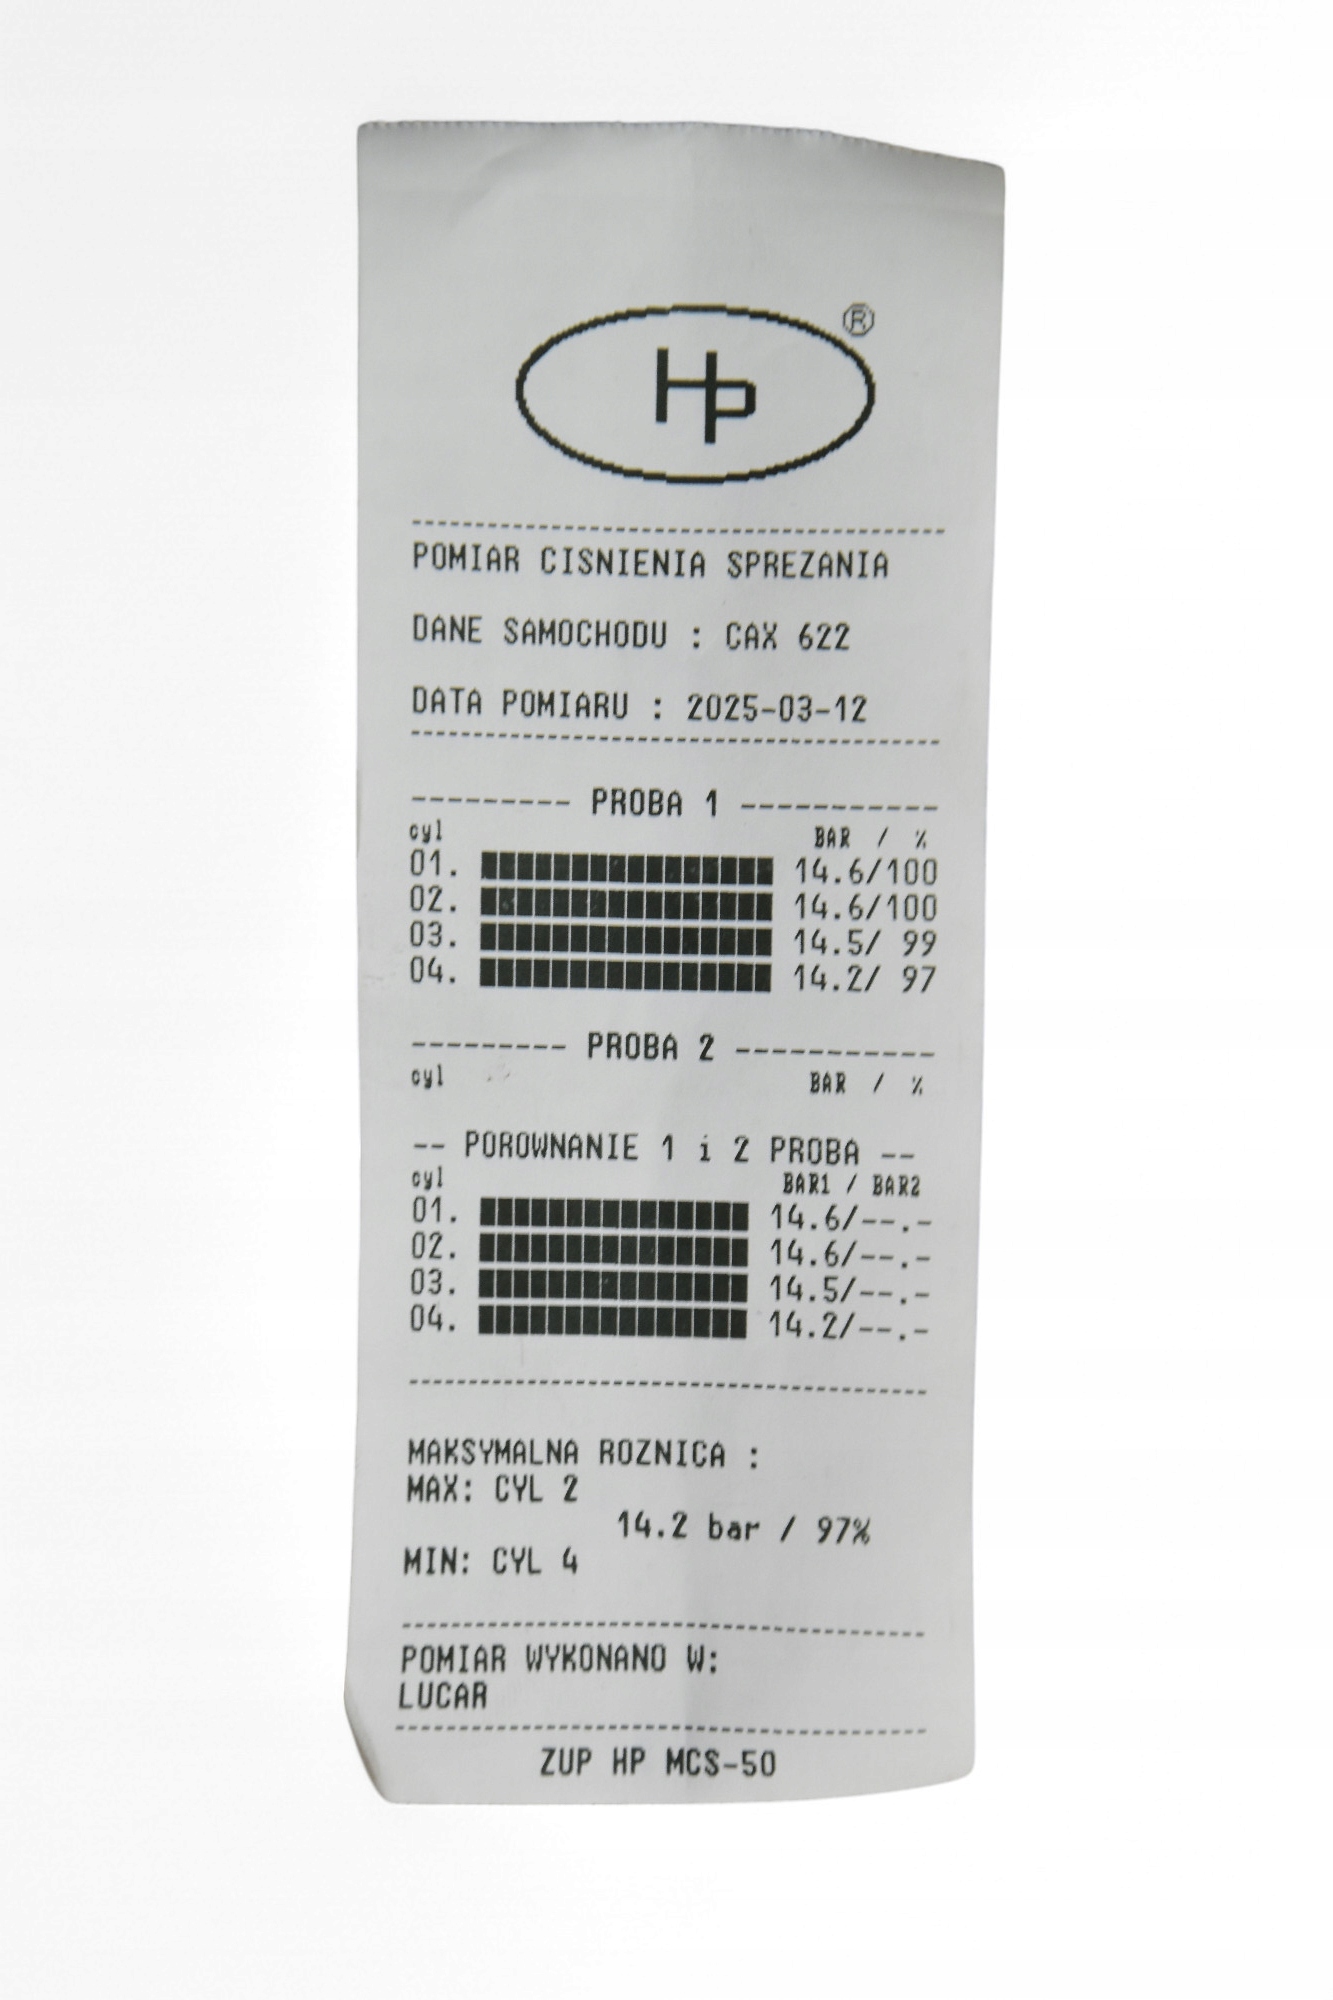 HP ®
POMIAR CISNIENIA SPREZANIA
DANE SAMOCHODU : CAX 622
DATA POMIARU : 2025-03-12
--------- PROBA 1 -----------
cyl BAR / %
01. 14.6/100
02. 14.6/100
03. 14.5/ 99
04. 14.2/ 97
--------- PROBA 2 -----------
cyl BAR / %
-- POROWNANIE 1 i 2 PROBA --
cyl BAR1 / BAR2
01. 14.6/--.-
02. 14.6/--.-
03. 14.5/--.-
04. 14.2/--.-
MAKSYMALNA ROZNICA :
MAX: CYL 2
14.2 bar / 97%
MIN: CYL 4
POMIAR WYKONANO W:
LUCAR
ZUP HP MCS-50